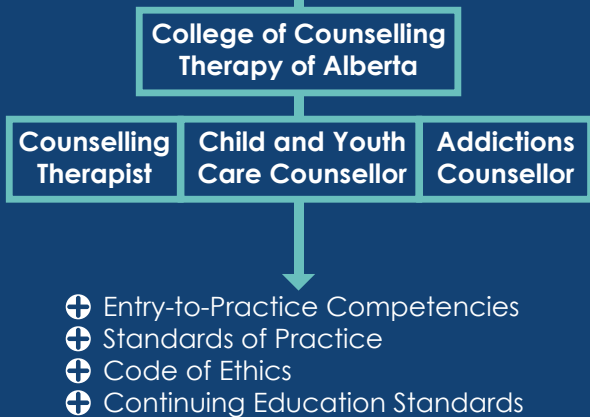 College of Counselling
Therapy of Alberta
Counselling
Therapist
Child and Youth
Care Counsellor
Addictions
Counsellor
Entry-to-Practice Competencies
Standards of Practice
Code of Ethics
Continuing Education Standards